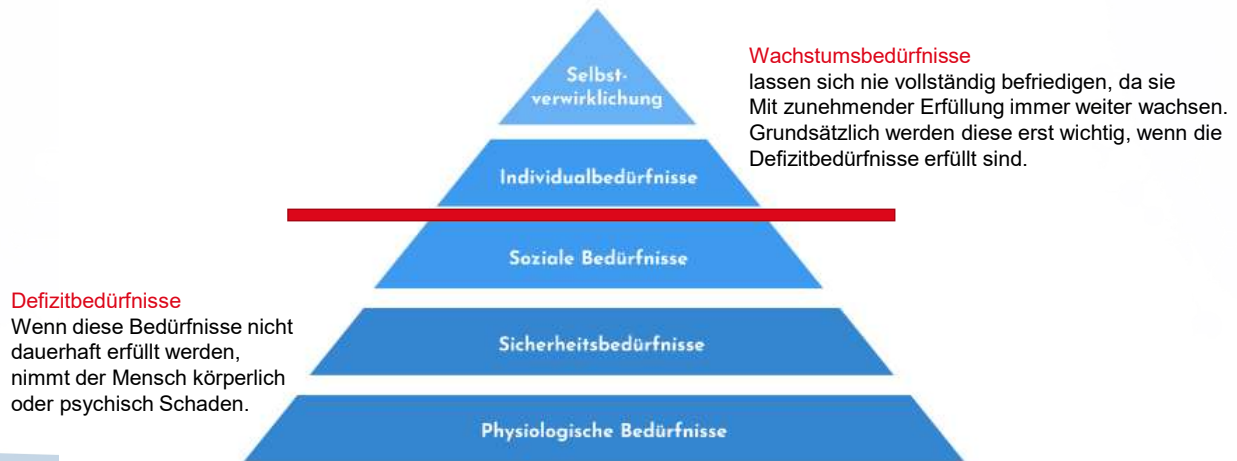 Selbst-
verwirklichung
Wachstumsbedürfnisse
lassen sich nie vollständig befriedigen, da sie
Mit zunehmender Erfüllung immer weiter wachsen.
Grundsätzlich werden diese erst wichtig, wenn die
Defizitbedürfnisse erfüllt sind.
Individualbedürfnisse
Soziale Bedürfnisse
Defizitbedürfnisse
Wenn diese Bedürfnisse nicht
dauerhaft erfüllt werden,
nimmt der Mensch körperlich
oder psychisch Schaden.
Sicherheitsbedürfnisse
Physiologische Bedürfnisse